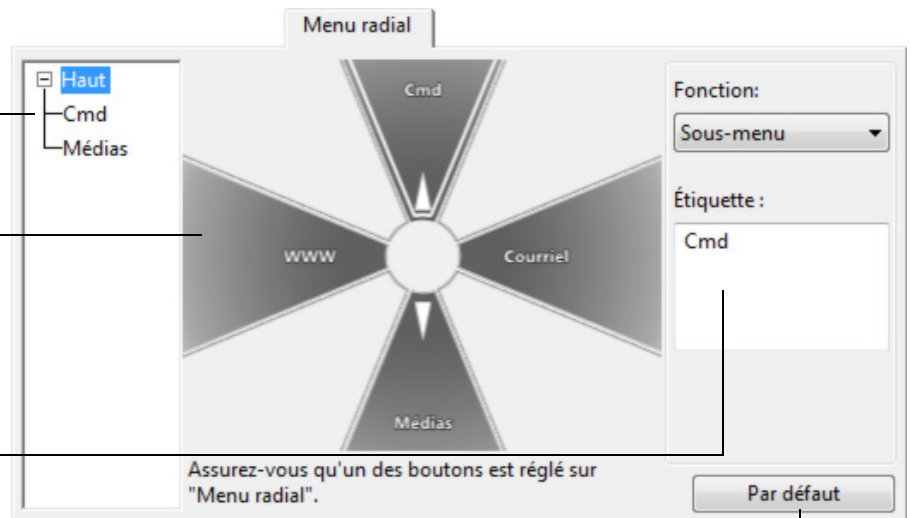 Menu radial
Haut
Cmd
Médias
Cmd
WWW
Courriel
Médias
Assurez-vous qu'un des boutons est réglé sur
"Menu radial".
Fonction:
Sous-menu
Étiquette :
Cmd
Par défaut